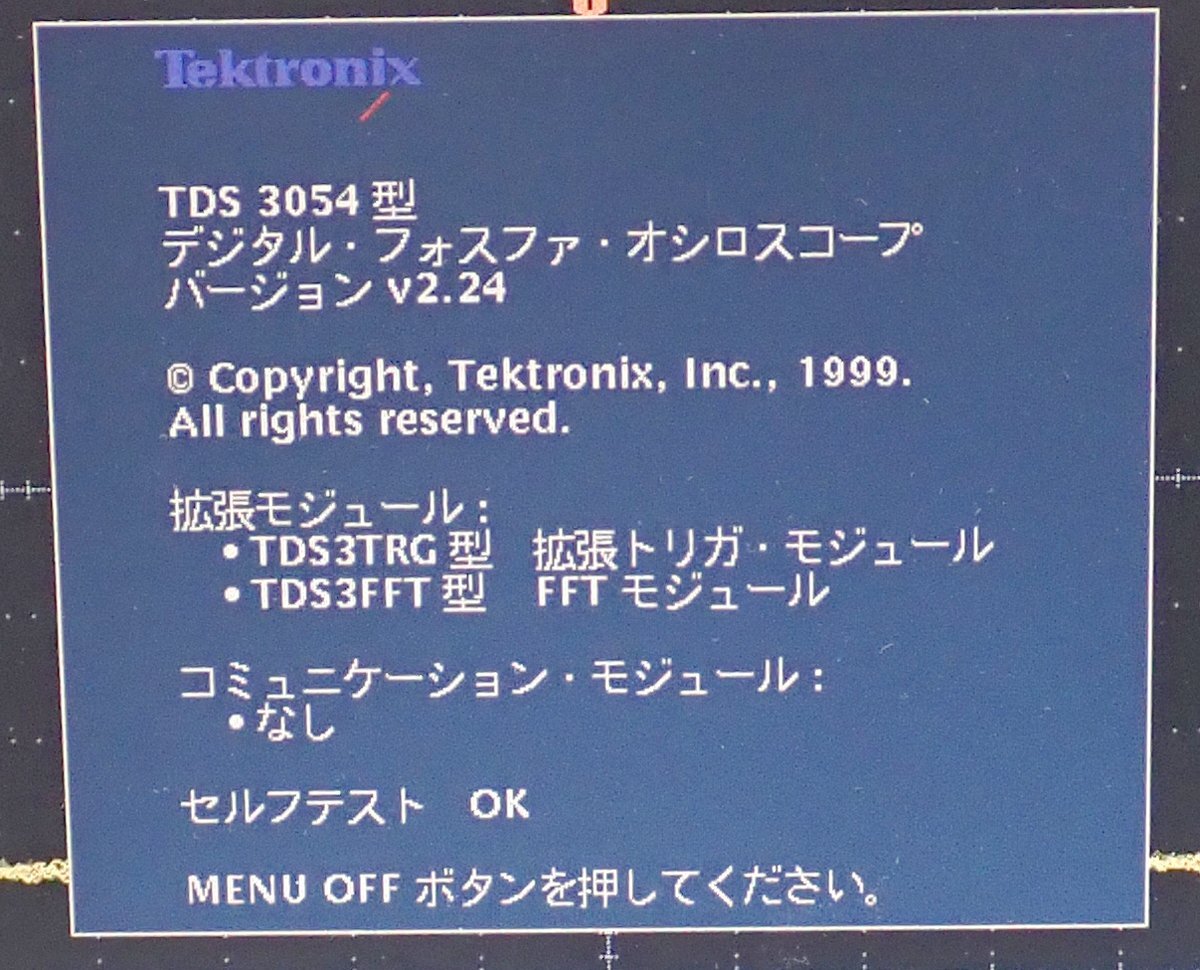 Tektronix
TDS 3054 型
デジタル・フォスファ・オシロスコープ
バージョン v2.24
© Copyright, Tektronix, Inc., 1999.
All rights reserved.
拡張モジュール：
• TDS3TRG 型　拡張トリガ・モジュール
• TDS3FFT 型　FFT モジュール
コミュニケーション・モジュール：
• なし
セルフテスト　OK
MENU OFF ボタンを押してください。